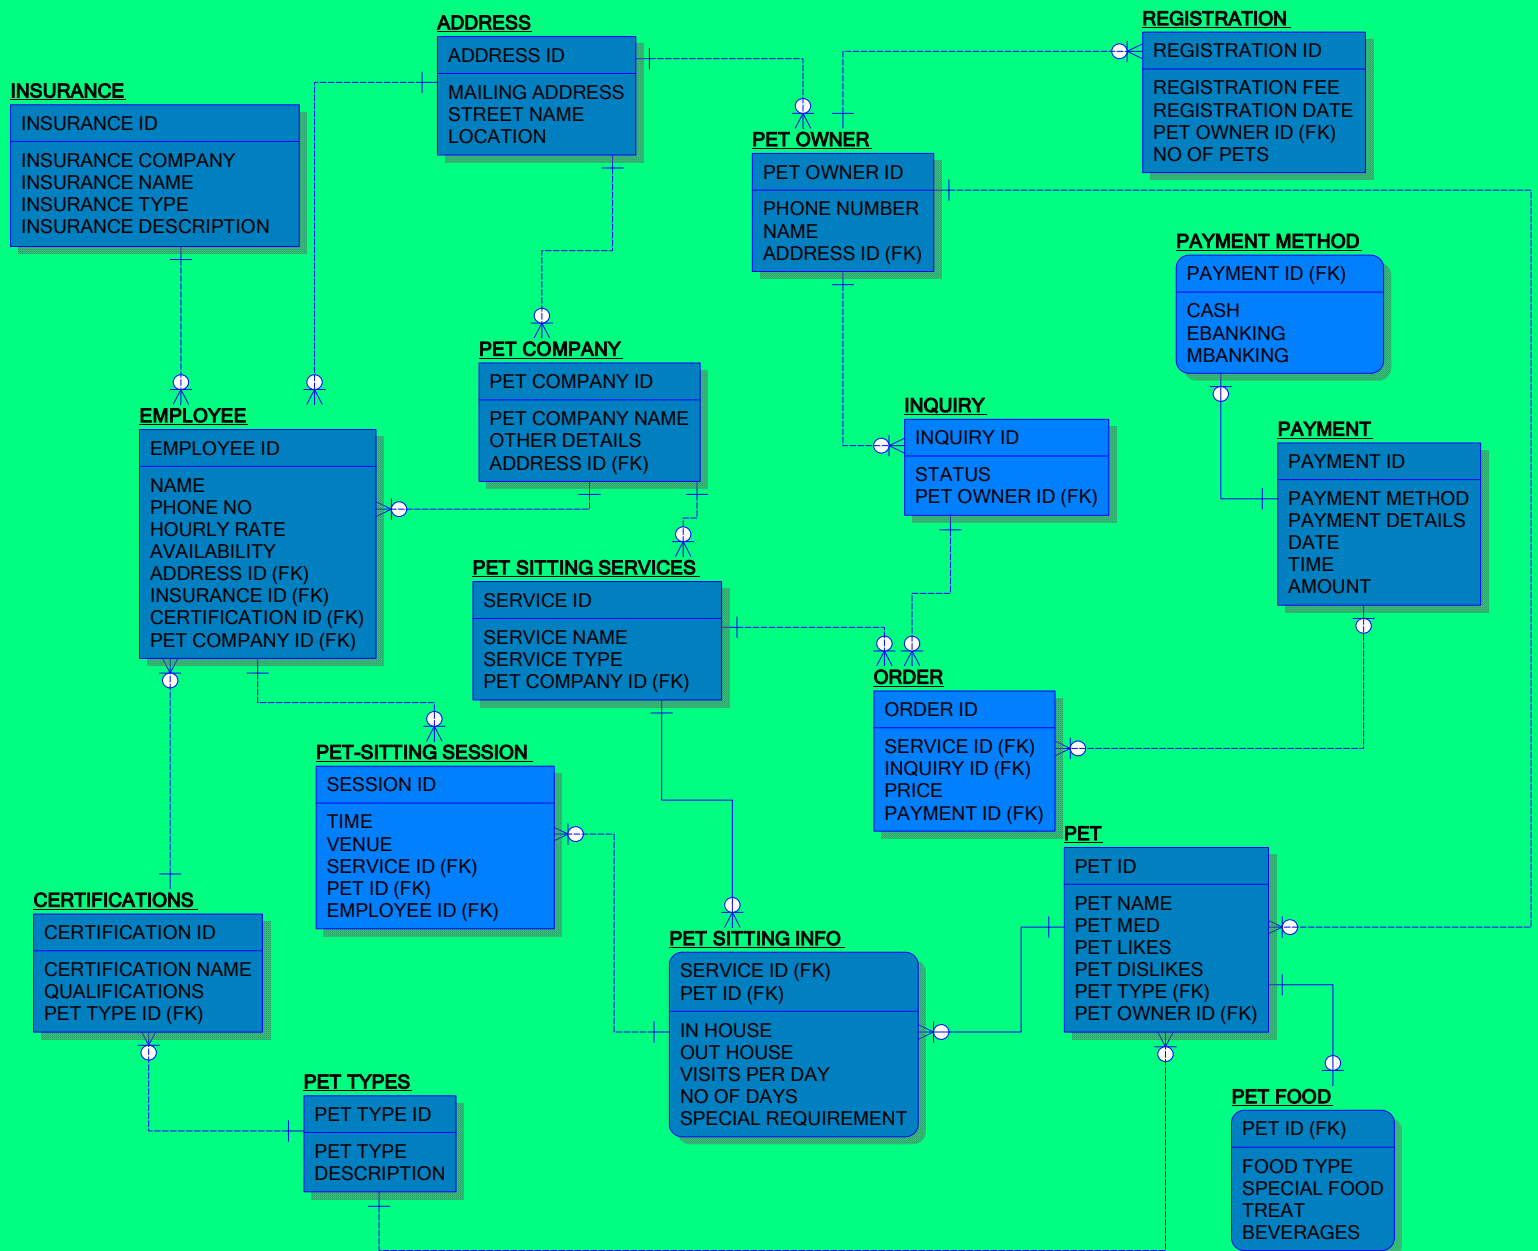 ADDRESS
ADDRESS ID
MAILING ADDRESS
STREET NAME
LOCATION
REGISTRATION
REGISTRATION ID
REGISTRATION FEE
REGISTRATION DATE
PET OWNER ID (FK)
NO OF PETS
INSURANCE
INSURANCE ID
INSURANCE COMPANY
INSURANCE NAME
INSURANCE TYPE
INSURANCE DESCRIPTION
PET OWNER
PET OWNER ID
PHONE NUMBER
NAME
ADDRESS ID (FK)
PAYMENT METHOD
PAYMENT ID (FK)
CASH
EBANKING
MBANKING
PET COMPANY
PET COMPANY ID
PET COMPANY NAME
OTHER DETAILS
ADDRESS ID (FK)
EMPLOYEE
EMPLOYEE ID
NAME
PHONE NO
HOURLY RATE
AVAILABILITY
ADDRESS ID (FK)
INSURANCE ID (FK)
CERTIFICATION ID (FK)
PET COMPANY ID (FK)
INQUIRY
INQUIRY ID
STATUS
PET OWNER ID (FK)
PAYMENT
PAYMENT ID
PAYMENT METHOD
PAYMENT DETAILS
DATE
TIME
AMOUNT
PET SITTING SERVICES
SERVICE ID
SERVICE NAME
SERVICE TYPE
PET COMPANY ID (FK)
ORDER
ORDER ID
SERVICE ID (FK)
INQUIRY ID (FK)
PRICE
PAYMENT ID (FK)
PET-SITTING SESSION
SESSION ID
TIME
VENUE
SERVICE ID (FK)
PET ID (FK)
EMPLOYEE ID (FK)
PET
PET ID
PET NAME
PET MED
PET LIKES
PET DISLIKES
PET TYPE (FK)
PET OWNER ID (FK)
CERTIFICATIONS
CERTIFICATION ID
CERTIFICATION NAME
QUALIFICATIONS
PET TYPE ID (FK)
PET SITTING INFO
SERVICE ID (FK)
PET ID (FK)
IN HOUSE
OUT HOUSE
VISITS PER DAY
NO OF DAYS
SPECIAL REQUIREMENT
PET TYPES
PET TYPE ID
PET TYPE
DESCRIPTION
PET FOOD
PET ID (FK)
FOOD TYPE
SPECIAL FOOD
TREAT
BEVERAGES